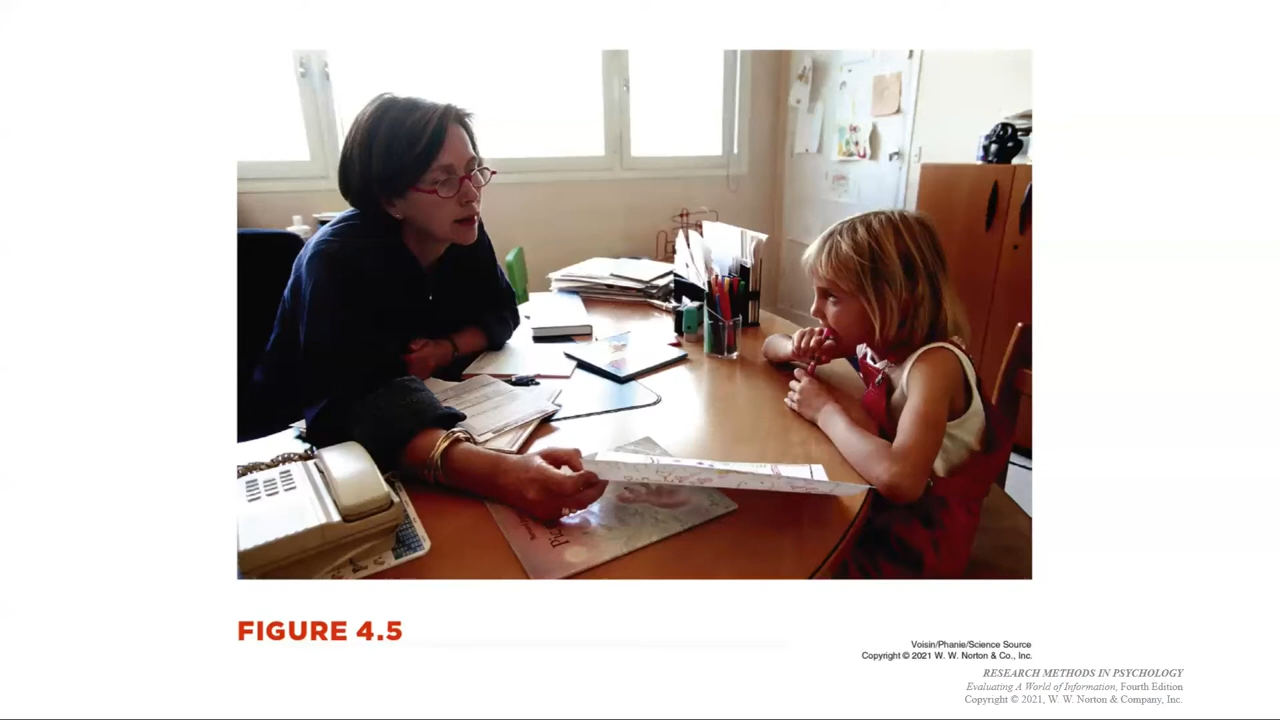 FIGURE 4.5
Voisin/Phanie/Science Source
Copyright © 2021 W. W. Norton & Co., Inc.
RESEARCH METHODS IN PSYCHOLOGY
Evaluating A World of Information, Fourth Edition
Copyright © 2021, W. W. Norton & Company, Inc.